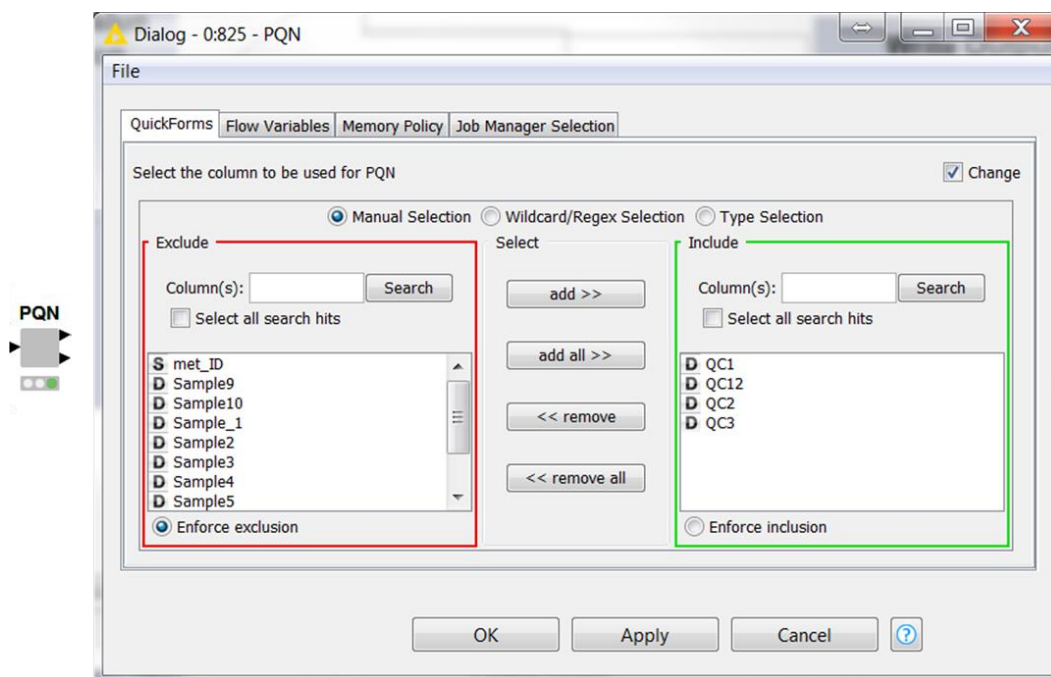 Dialog - 0:825 - PQN
File
QuickForms Flow Variables Memory Policy Job Manager Selection
Select the column to be used for PQN Change
Manual Selection Wildcard/Regex Selection Type Selection
Exclude Select Include
Column(s): Search add >> Column(s): Search
Select all search hits Select all search hits
PQN
add all >>
S met_ID D QC1
D Sample9 D QC12
D Sample10 D QC2
D Sample_1 << remove D QC3
D Sample2
D Sample3
D Sample4 << remove all
D Sample5
Enforce exclusion Enforce inclusion
OK Apply Cancel ?